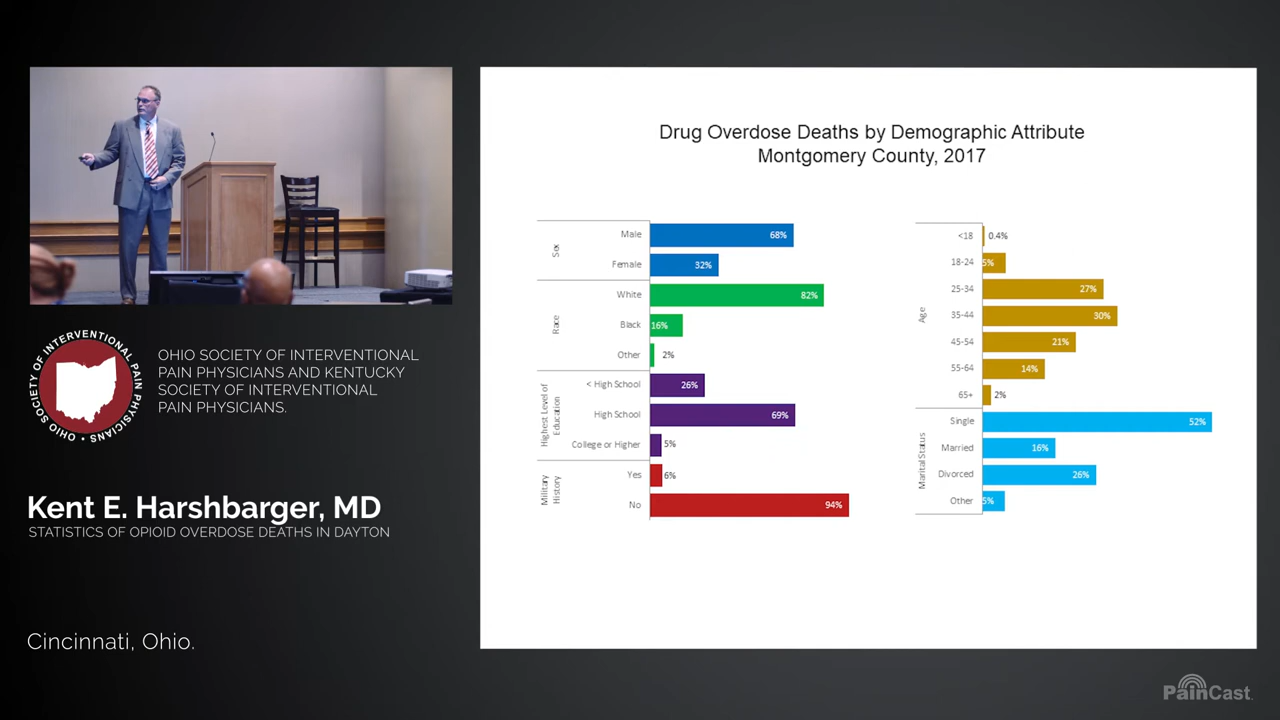 OHIO SOCIETY OF INTERVENTIONAL PAIN PHYSICIANS
OHIO SOCIETY OF INTERVENTIONAL
PAIN PHYSICIANS AND KENTUCKY
SOCIETY OF INTERVENTIONAL
PAIN PHYSICIANS.
Kent E. Harshbarger, MD
STATISTICS OF OPIOID OVERDOSE DEATHS IN DAYTON
Cincinnati, Ohio.
Drug Overdose Deaths by Demographic Attribute
Montgomery County, 2017
Sex
Male 68%
Female 32%
Race
White 82%
Black 16%
Other 2%
Highest Level of
Education
< High School 26%
High School 69%
College or Higher 5%
Military
History
Yes 6%
No 94%
Age
<18 0.4%
18-24 5%
25-34 27%
35-44 30%
45-54 21%
55-64 14%
65+ 2%
Marital Status
Single 52%
Married 16%
Divorced 26%
Other 5%
PainCast